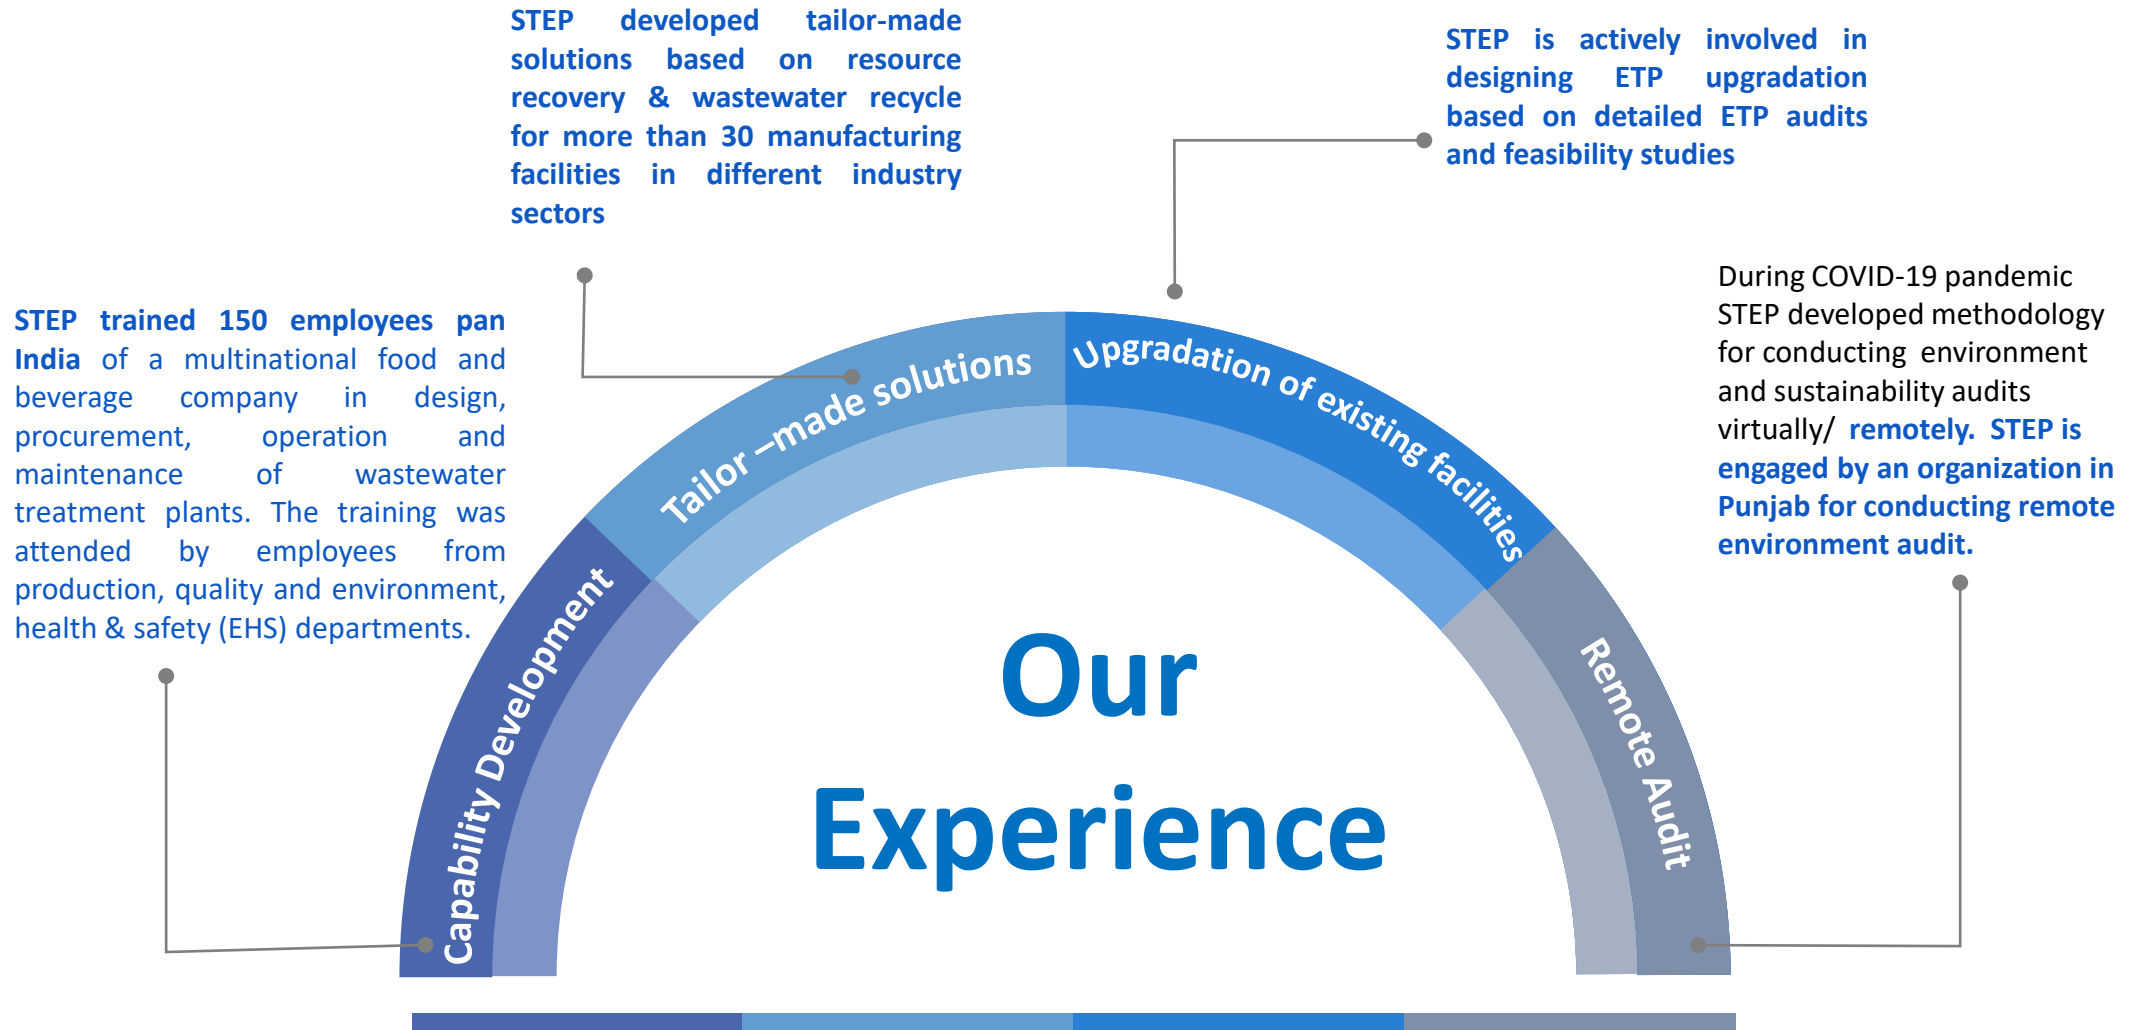 STEP developed tailor-made
solutions based on resource
recovery & wastewater recycle
for more than 30 manufacturing
facilities in different industry
sectors
STEP is actively involved in
designing ETP upgradation
based on detailed ETP audits
and feasibility studies
STEP trained 150 employees pan
India of a multinational food and
beverage company in design,
procurement, operation and
maintenance of wastewater
treatment plants. The training was
attended by employees from
production, quality and environment,
health & safety (EHS) departments.
During COVID-19 pandemic
STEP developed methodology
for conducting environment
and sustainability audits
virtually/ remotely. STEP is
engaged by an organization in
Punjab for conducting remote
environment audit.
Capability Development
Tailor –made solutions
Upgradation of existing facilities
Remote Audit
Our
Experience